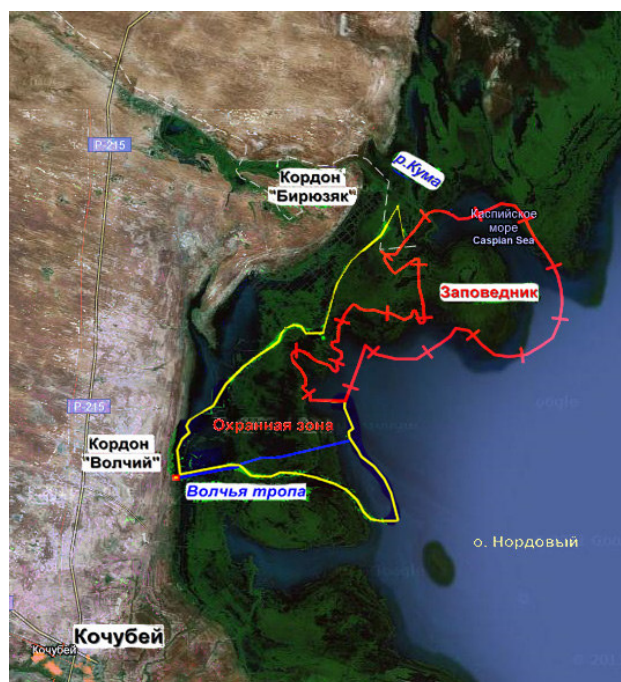 P-215
р.Кума
Кордон
"Бирюзяк"
Каспийское
море
Caspian Sea
Заповедник
P-215
Охранная зона
Кордон
"Волчий"
Волчья тропа
о. Нордовый
Кочубей
Кочубей